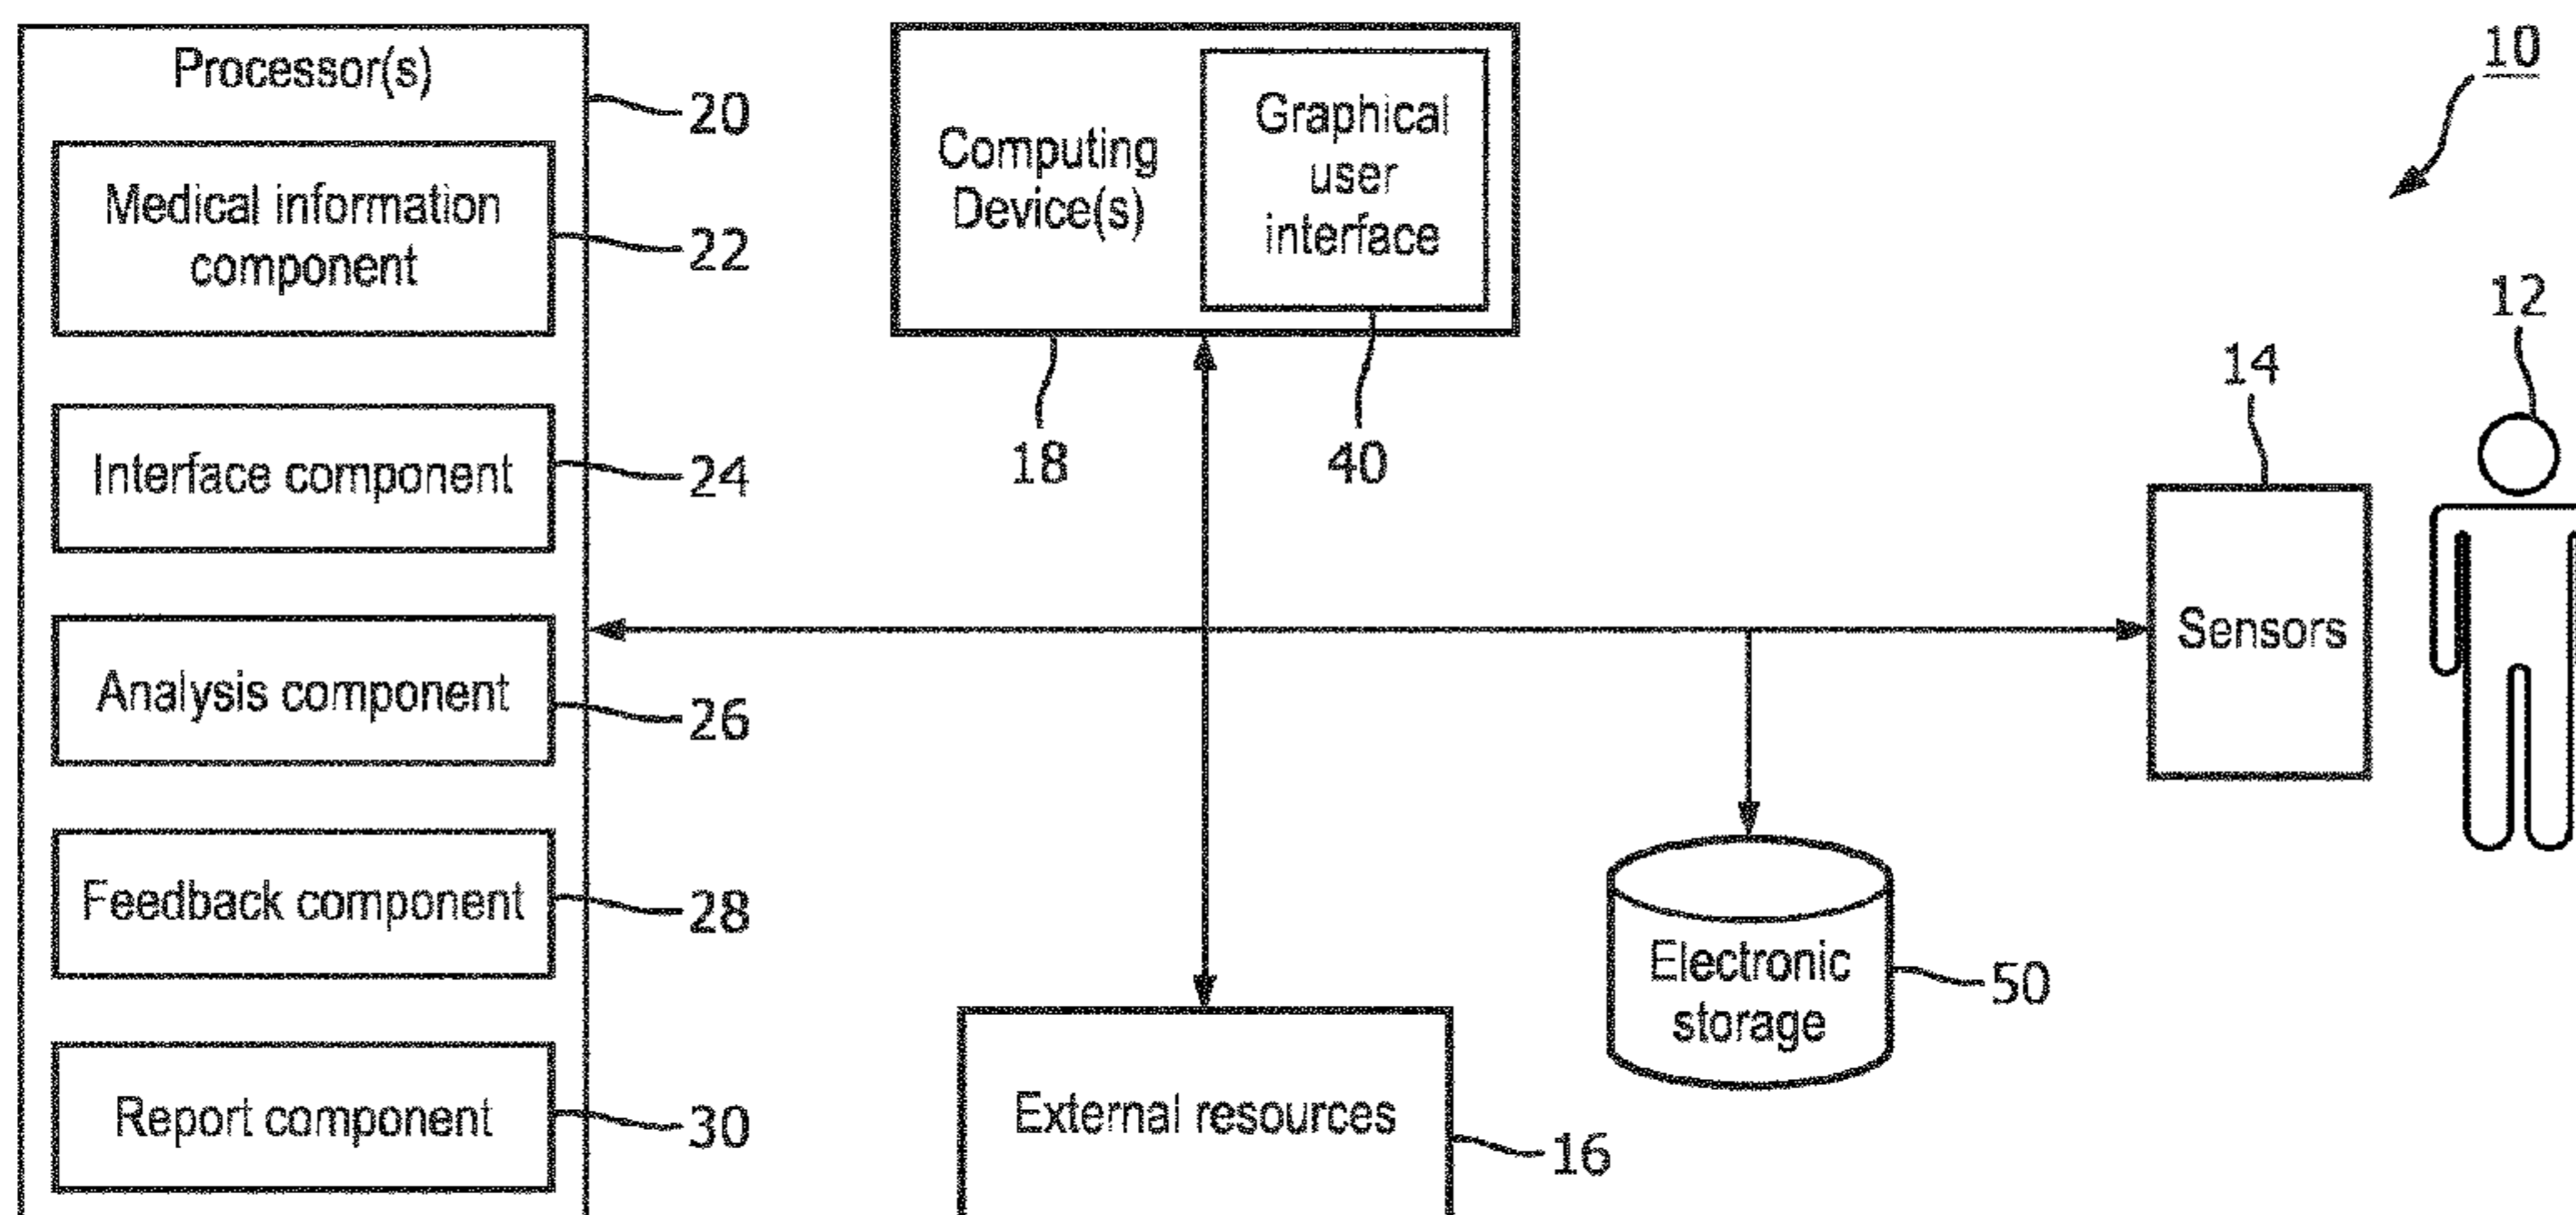 Processor(s)
20
Medical information
component
22
Interface component
24
Analysis component
26
Feedback component
28
Report component
30
Computing
Device(s)
Graphical
user
interface
18
40
10
12
14
Sensors
Electronic
storage
50
External resources
16